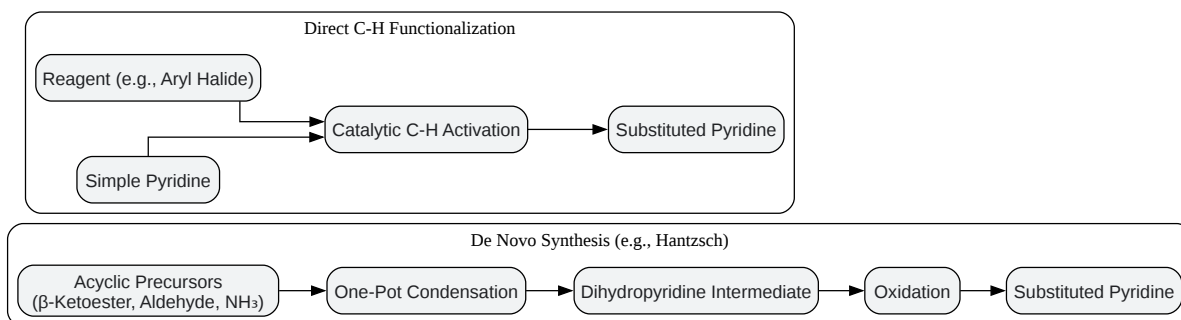 Direct C-H Functionalization
Reagent (e.g., Aryl Halide)
Catalytic C-H Activation
Substituted Pyridine
Simple Pyridine
De Novo Synthesis (e.g., Hantzsch)
Acyclic Precursors
(β-Ketoester, Aldehyde, NH₃)
One-Pot Condensation
Dihydropyridine Intermediate
Oxidation
Substituted Pyridine